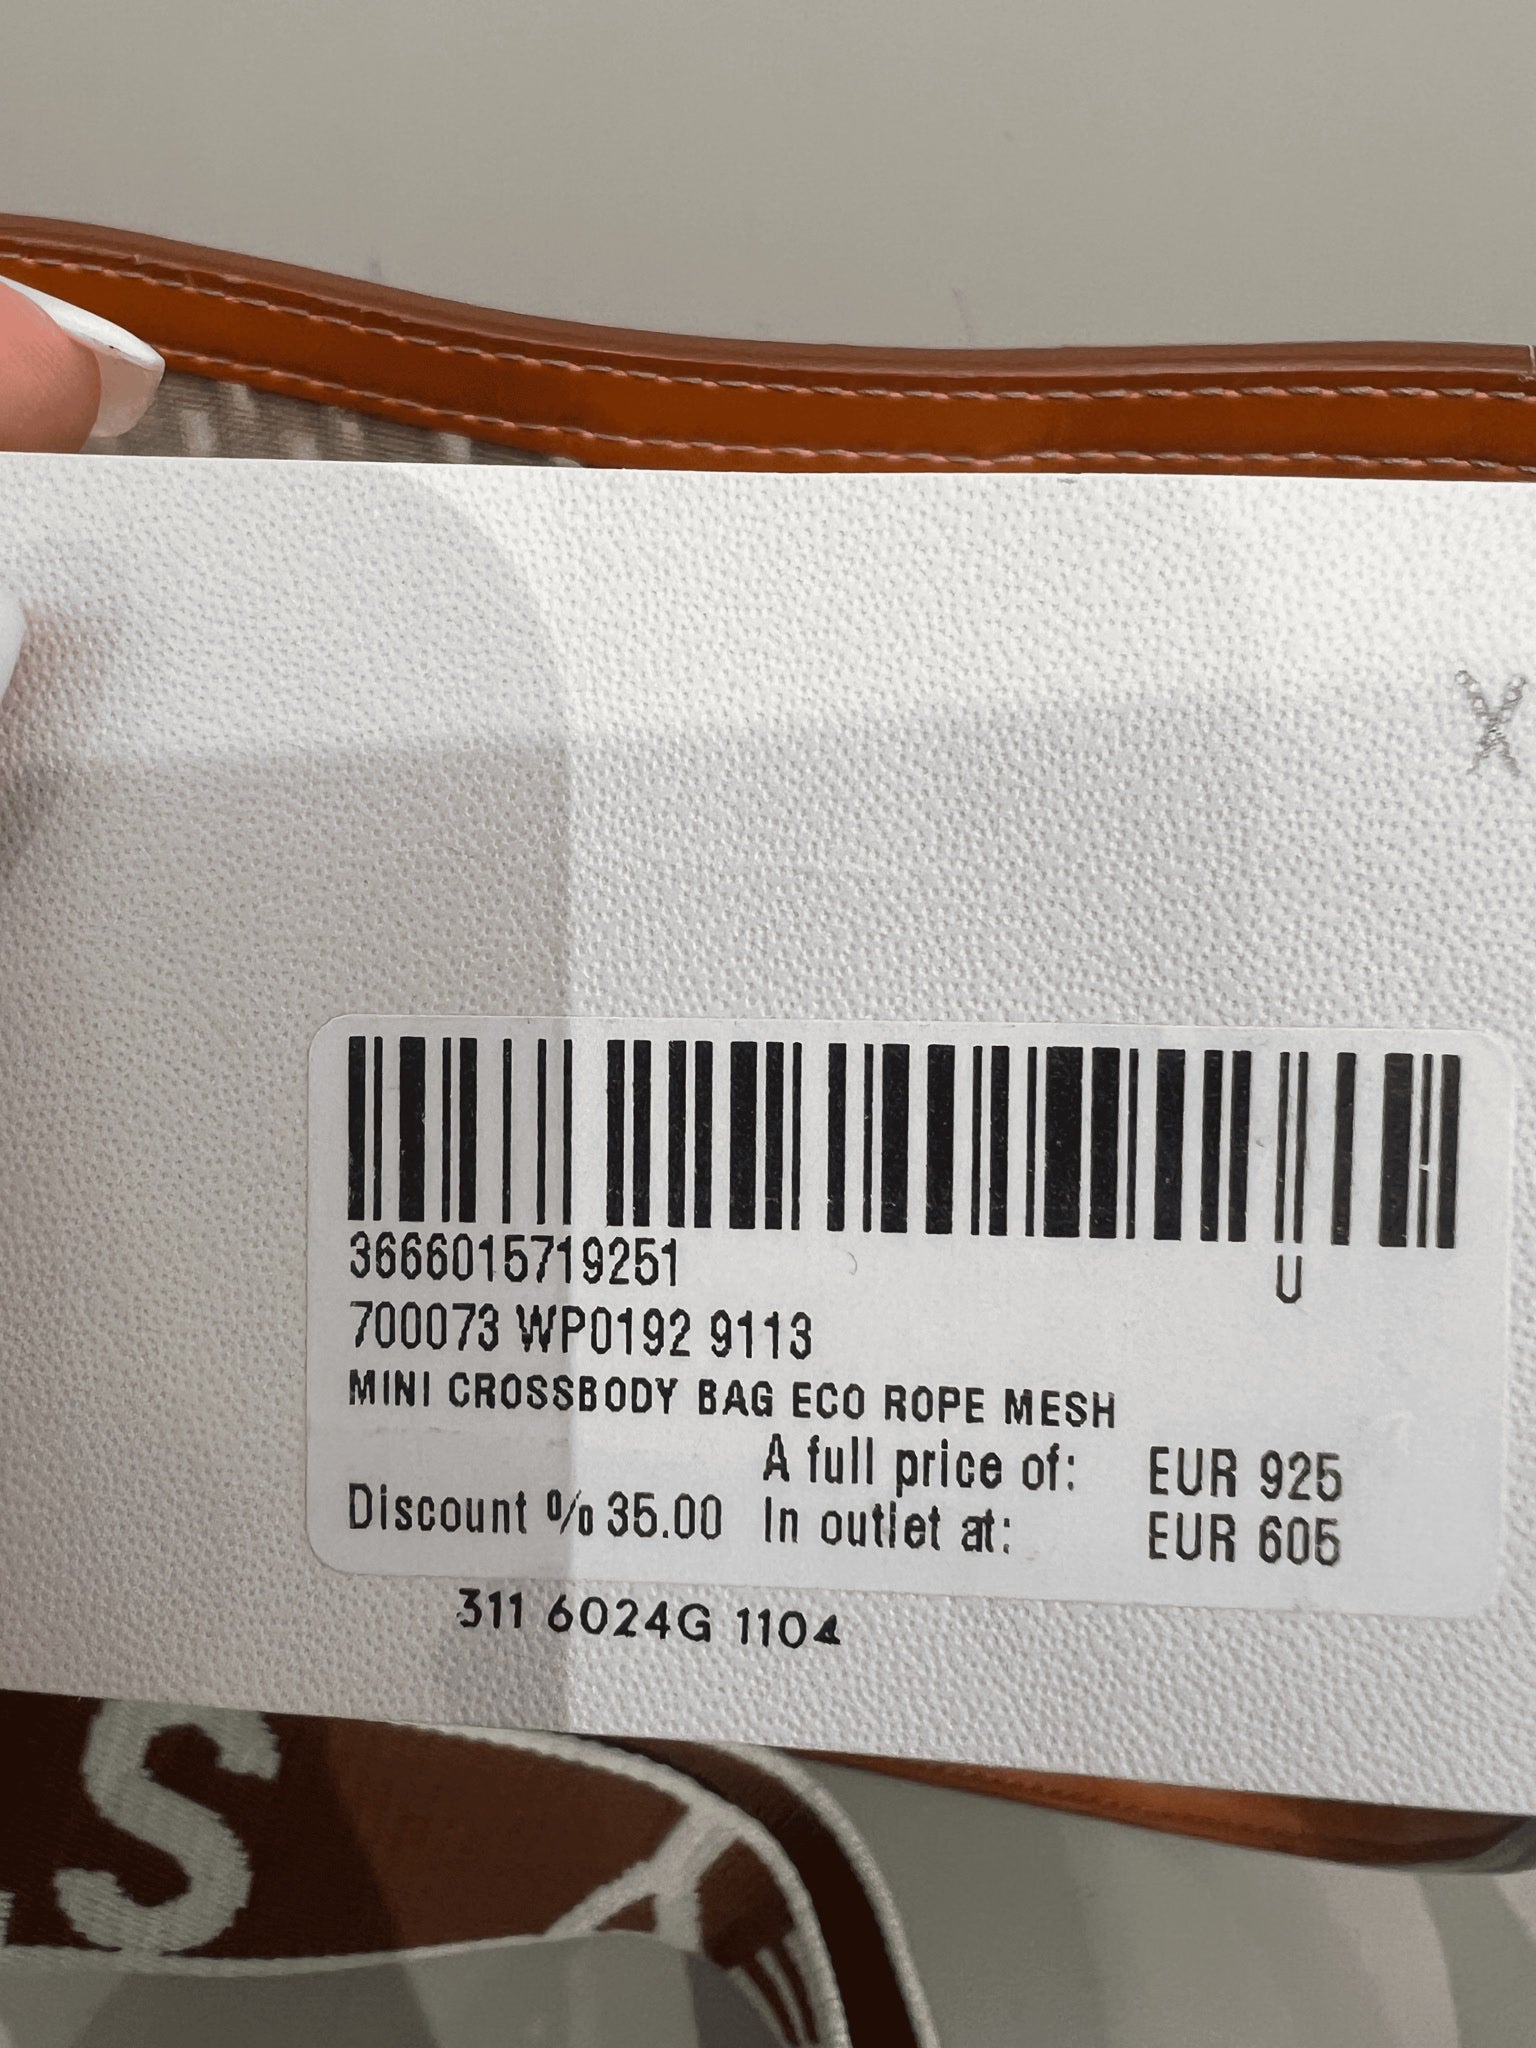 X
3666015719251 U
700073 WP0192 9113
MINI CROSSBODY BAG ECO ROPE MESH
A full price of: EUR 925
Discount % 35.00 In outlet at: EUR 605
311 6024G 1104
S